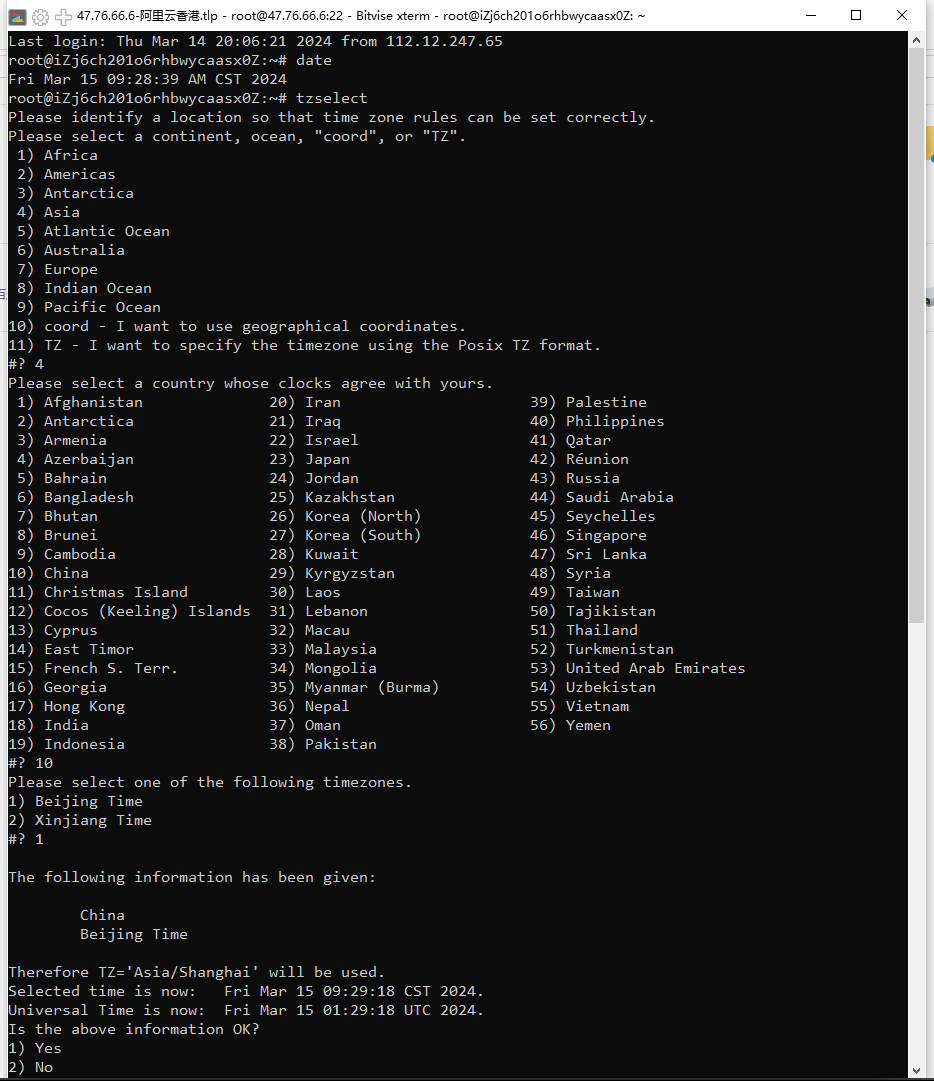 47.76.66.6-阿里云香港.tlp - root@47.76.66.6:22 - Bitvise xterm - root@iZj6ch201o6rhbwycaasx0Z: ~
Last login: Thu Mar 14 20:06:21 2024 from 112.12.247.65
root@iZj6ch201o6rhbwycaasx0Z:~# date
Fri Mar 15 09:28:39 AM CST 2024
root@iZj6ch201o6rhbwycaasx0Z:~# tzselect
Please identify a location so that time zone rules can be set correctly.
Please select a continent, ocean, "coord", or "TZ".
 1) Africa
 2) Americas
 3) Antarctica
 4) Asia
 5) Atlantic Ocean
 6) Australia
 7) Europe
 8) Indian Ocean
 9) Pacific Ocean
10) coord - I want to use geographical coordinates.
11) TZ - I want to specify the timezone using the Posix TZ format.
#? 4
Please select a country whose clocks agree with yours.
 1) Afghanistan              20) Iran                     39) Palestine
 2) Antarctica               21) Iraq                     40) Philippines
 3) Armenia                  22) Israel                   41) Qatar
 4) Azerbaijan               23) Japan                    42) Réunion
 5) Bahrain                  24) Jordan                   43) Russia
 6) Bangladesh               25) Kazakhstan               44) Saudi Arabia
 7) Bhutan                   26) Korea (North)            45) Seychelles
 8) Brunei                   27) Korea (South)            46) Singapore
 9) Cambodia                 28) Kuwait                   47) Sri Lanka
10) China                    29) Kyrgyzstan               48) Syria
11) Christmas Island         30) Laos                     49) Taiwan
12) Cocos (Keeling) Islands  31) Lebanon                  50) Tajikistan
13) Cyprus                   32) Macau                    51) Thailand
14) East Timor               33) Malaysia                 52) Turkmenistan
15) French S. Terr.          34) Mongolia                 53) United Arab Emirates
16) Georgia                  35) Myanmar (Burma)          54) Uzbekistan
17) Hong Kong                36) Nepal                    55) Vietnam
18) India                    37) Oman                     56) Yemen
19) Indonesia                38) Pakistan
#? 10
Please select one of the following timezones.
1) Beijing Time
2) Xinjiang Time
#? 1
The following information has been given:
China
Beijing Time
Therefore TZ='Asia/Shanghai' will be used.
Selected time is now:   Fri Mar 15 09:29:18 CST 2024.
Universal Time is now:  Fri Mar 15 01:29:18 UTC 2024.
Is the above information OK?
1) Yes
2) No